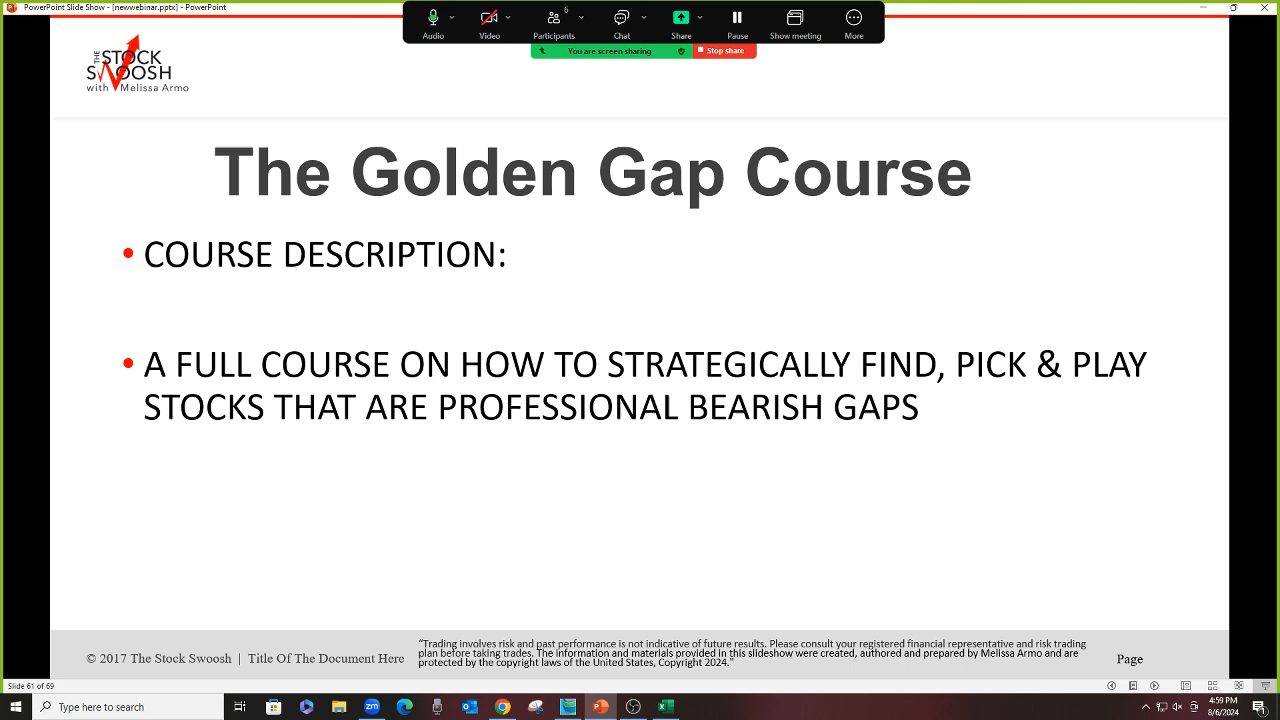 PowerPoint Slide Show - [newwebinar.pptx] - PowerPoint
6
Audio
Video
Participants
Chat
Share
Pause
Show meeting
More
You are screen sharing
Stop share
THE STOCK
SWOOSH
with Melissa Armo
The Golden Gap Course
• COURSE DESCRIPTION:
• A FULL COURSE ON HOW TO STRATEGICALLY FIND, PICK & PLAY
STOCKS THAT ARE PROFESSIONAL BEARISH GAPS
© 2017 The Stock Swoosh | Title Of The Document Here
"Trading involves risk and past performance is not indicative of future results. Please consult your registered financial representative and risk trading
plan before taking trades. The information and materials provided in this slideshow were created, authored and prepared by Melissa Armo and are
protected by the copyright laws of the United States, Copyright 2024."
Page
Slide 61 of 69
Type here to search
4:59 PM
8/6/2024